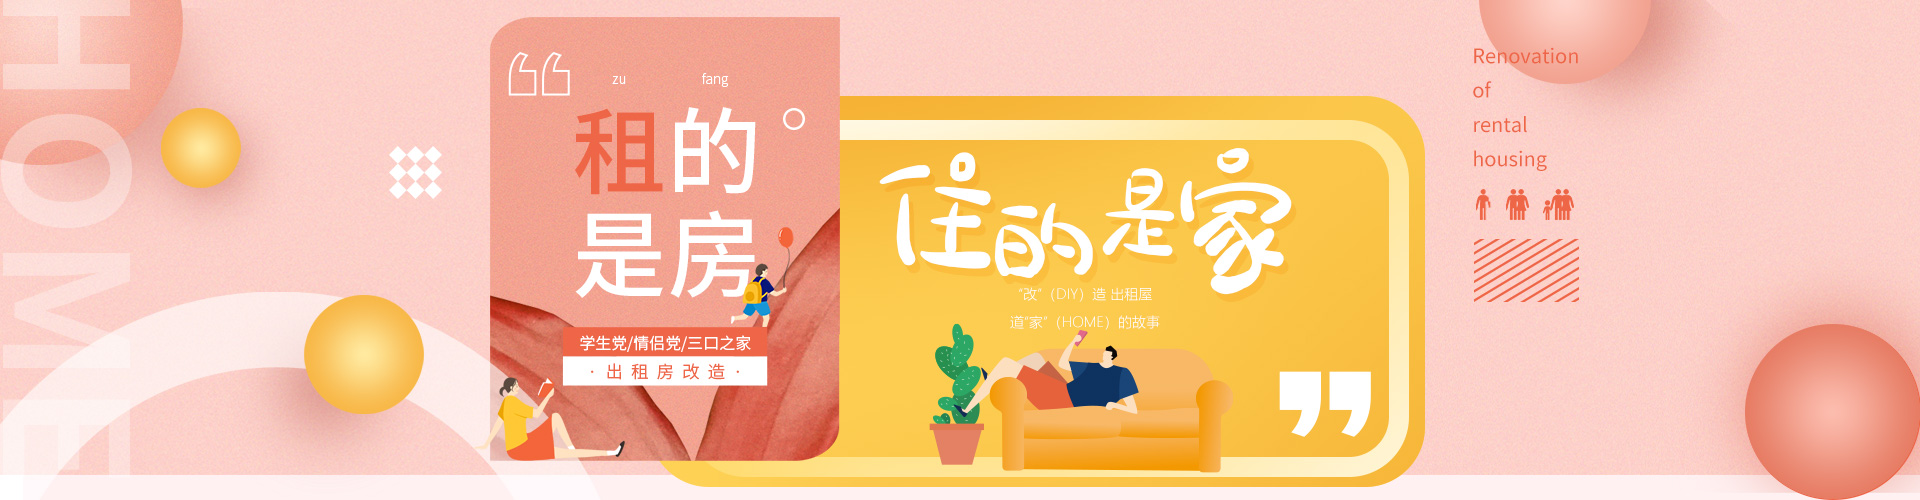 HOME
zu fang
租的
是房
学生党/情侣党/三口之家
· 出租房改造 ·
住的是家
“改”（DIY）造 出租屋
道“家”（HOME）的故事
Renovation
of
rental
housing